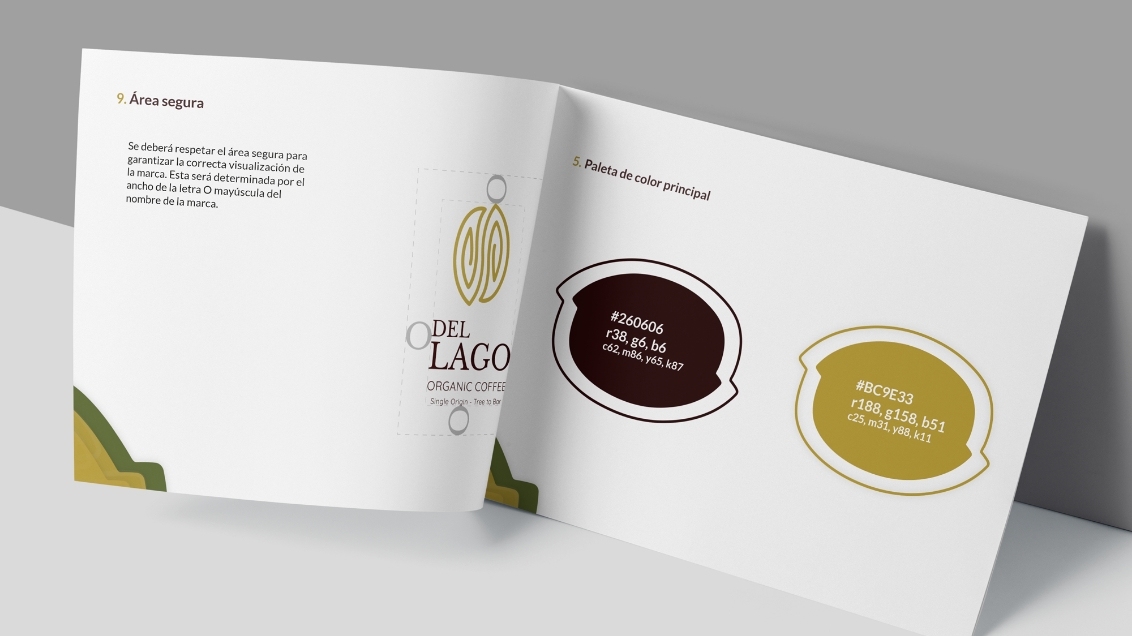 9. Área segura
Se deberá respetar el área segura para
garantizar la correcta visualización de
la marca. Esta será determinada por el
ancho de la letra O mayúscula del
nombre de la marca.
O
O
DEL
LAGO
ORGANIC COFFEE
Single Origin - Tree to Bar
O
5. Paleta de color principal
#260606
r38, g6, b6
c62, m86, y65, k87
#BC9E33
r188, g158, b51
c25, m31, y88, k11